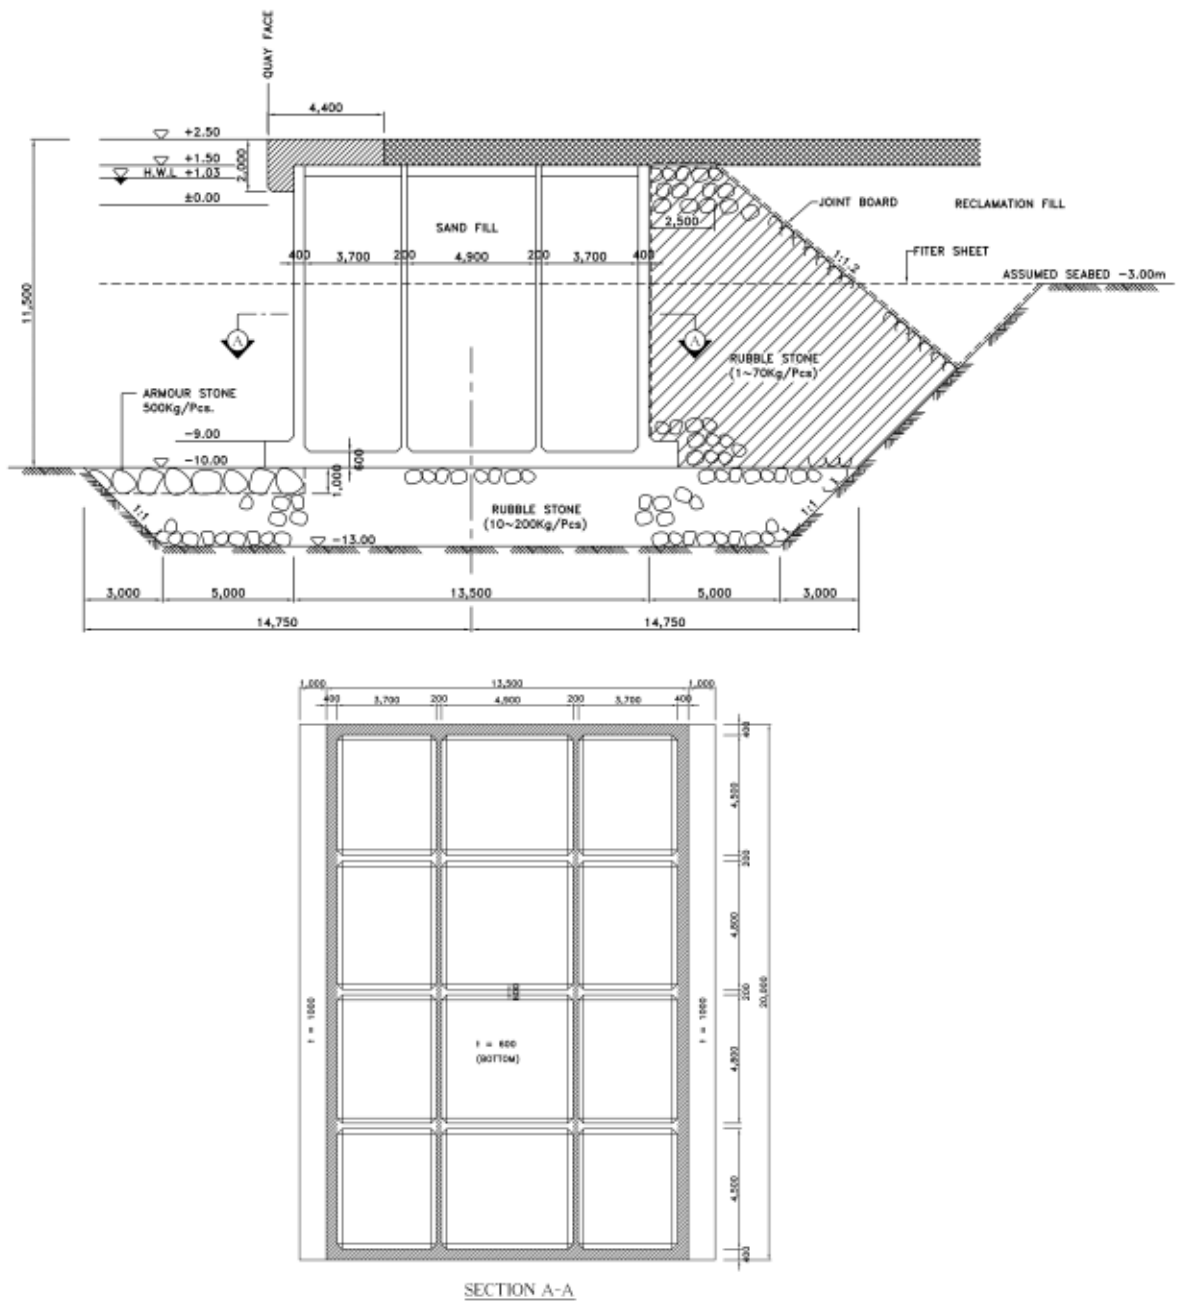 QUAY FACE
4,400
+2.50
+1.50
H.W.L +1.03
±0.00
2,000
11,500
SAND FILL
400 3,700 200 4,900 200 3,700 400
2,500
JOINT BOARD
RECLAMATION FILL
1:1.2
FITER SHEET
ASSUMED SEABED -3.00m
A
A
RUBBLE STONE
(1~70Kg/Pcs)
ARMOUR STONE
500Kg/Pcs.
-9.00
-10.00
600
1,000
RUBBLE STONE
(10~200Kg/Pcs)
1:1
1:1
-13.00
3,000 5,000 13,500 5,000 3,000
14,750 14,750
1,000 13,500 1,000
400 3,700 200 4,900 200 3,700 400
400
4,500
200
4,800
200
20,000
4,800
4,500
400
t = 1000
t = 1000
t = 600
(BOTTOM)
SECTION A-A